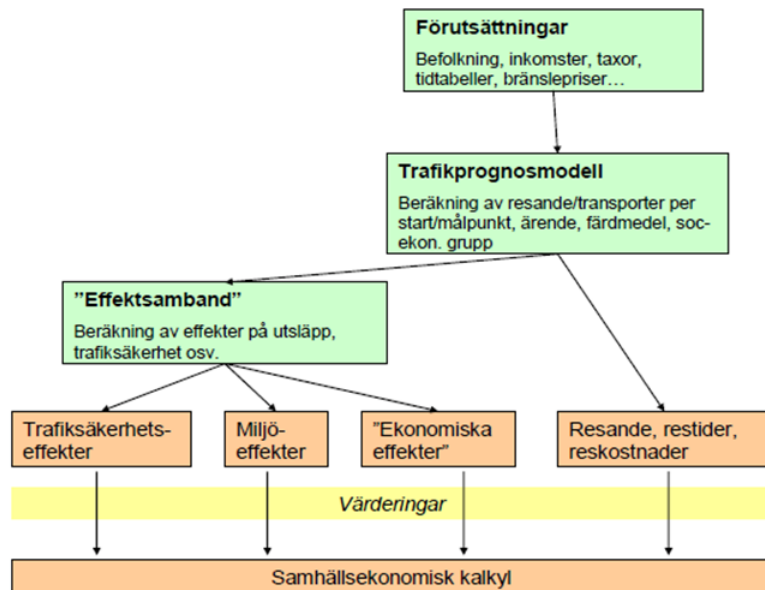 Förutsättningar
Befolkning, inkomster, taxor,
tidtabeller, bränslepriser…
Trafikprognosmodell
Beräkning av resande/transporter per
start/målpunkt, ärende, färdmedel, soc-
ekon. grupp
”Effektsamband”
Beräkning av effekter på utsläpp,
trafiksäkerhet osv.
Trafiksäkerhets-
effekter
Miljö-
effekter
”Ekonomiska
effekter”
Resande, restider,
reskostnader
Värderingar
Samhällsekonomisk kalkyl